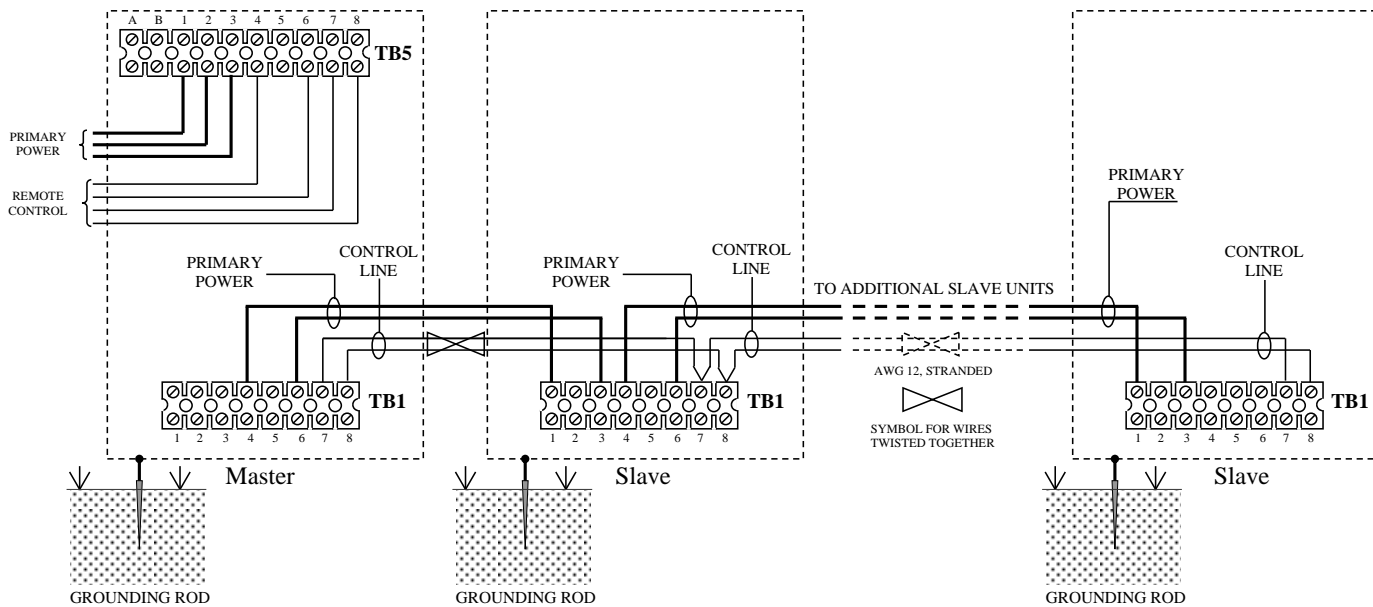 A B 1 2 3 4 5 6 7 8
TB5
PRIMARY
POWER
REMOTE
CONTROL
PRIMARY
POWER
CONTROL
LINE
TB1
1 2 3 4 5 6 7 8
Master
GROUNDING ROD
PRIMARY
POWER
CONTROL
LINE
TB1
1 2 3 4 5 6 7 8
Slave
GROUNDING ROD
TO ADDITIONAL SLAVE UNITS
AWG 12, STRANDED
SYMBOL FOR WIRES
TWISTED TOGETHER
PRIMARY
POWER
CONTROL
LINE
TB1
1 2 3 4 5 6 7 8
Slave
GROUNDING ROD